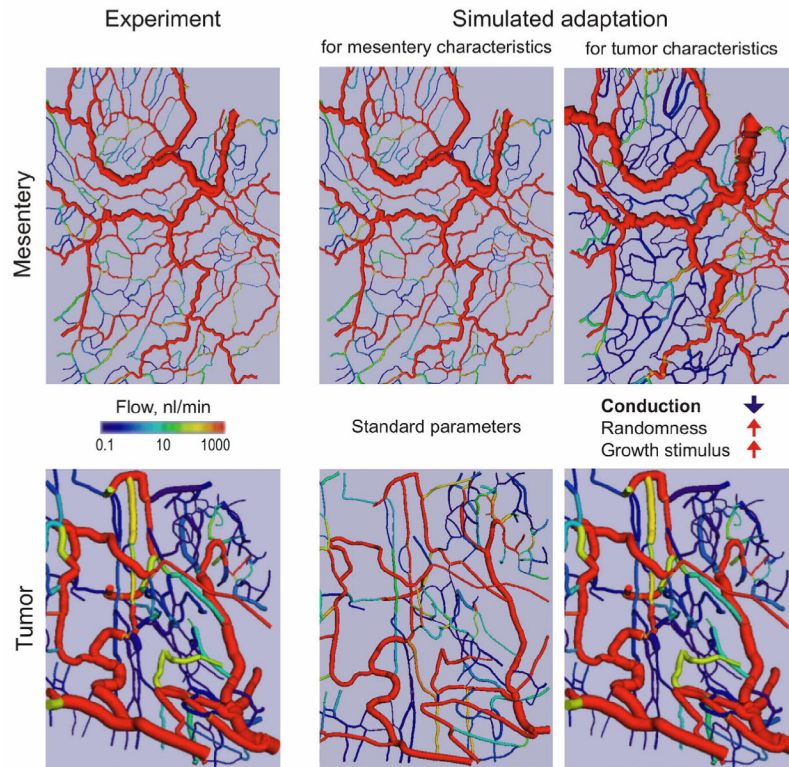 Experiment
Simulated adaptation
for mesentery characteristics
for tumor characteristics
Mesentery
Flow, nl/min
0.1 10 1000
Standard parameters
Conduction
Randomness
Growth stimulus
Tumor